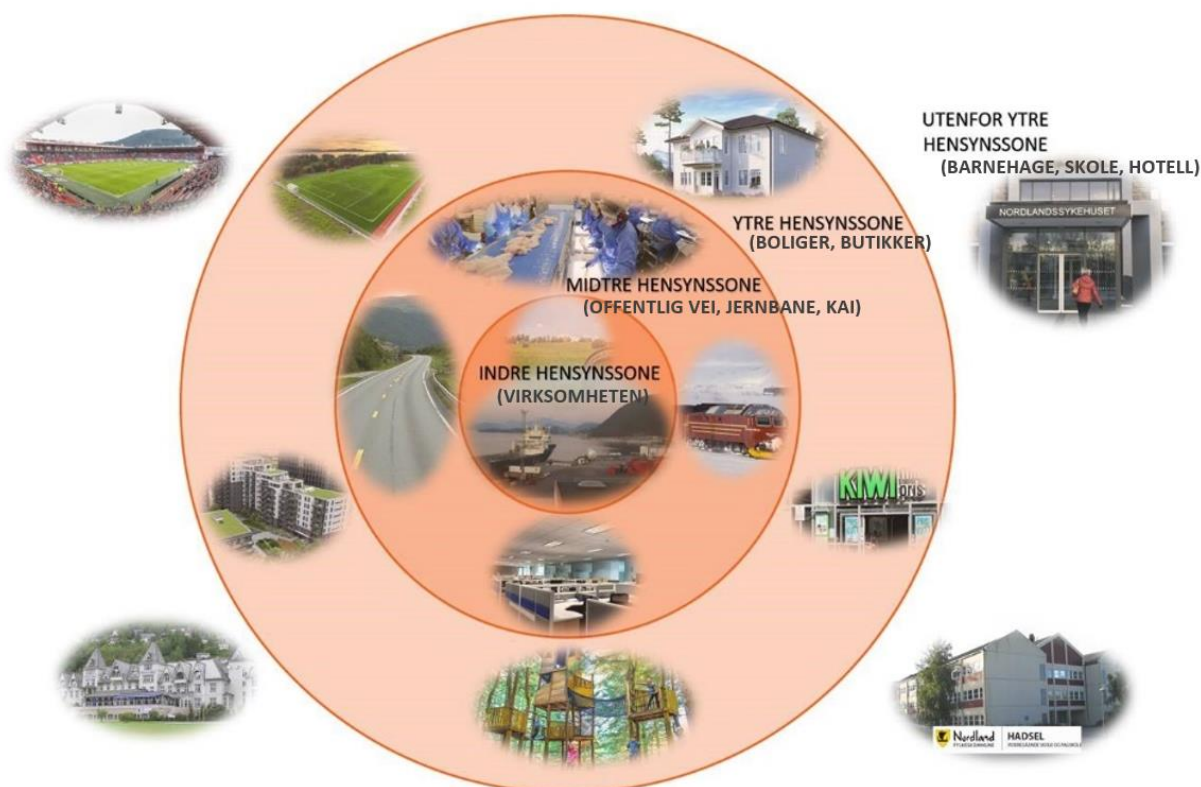 UTENFOR YTRE
HENSYNSSONE
(BARNEHAGE, SKOLE, HOTELL)
NORDLANDSSYKEHUSET
YTRE HENSYNSSONE
(BOLIGER, BUTIKKER)
MIDTRE HENSYNSSONE
(OFFENTLIG VEI, JERNBANE, KAI)
INDRE HENSYNSSONE
(VIRKSOMHETEN)
KIWI
Nordland
HADSEL